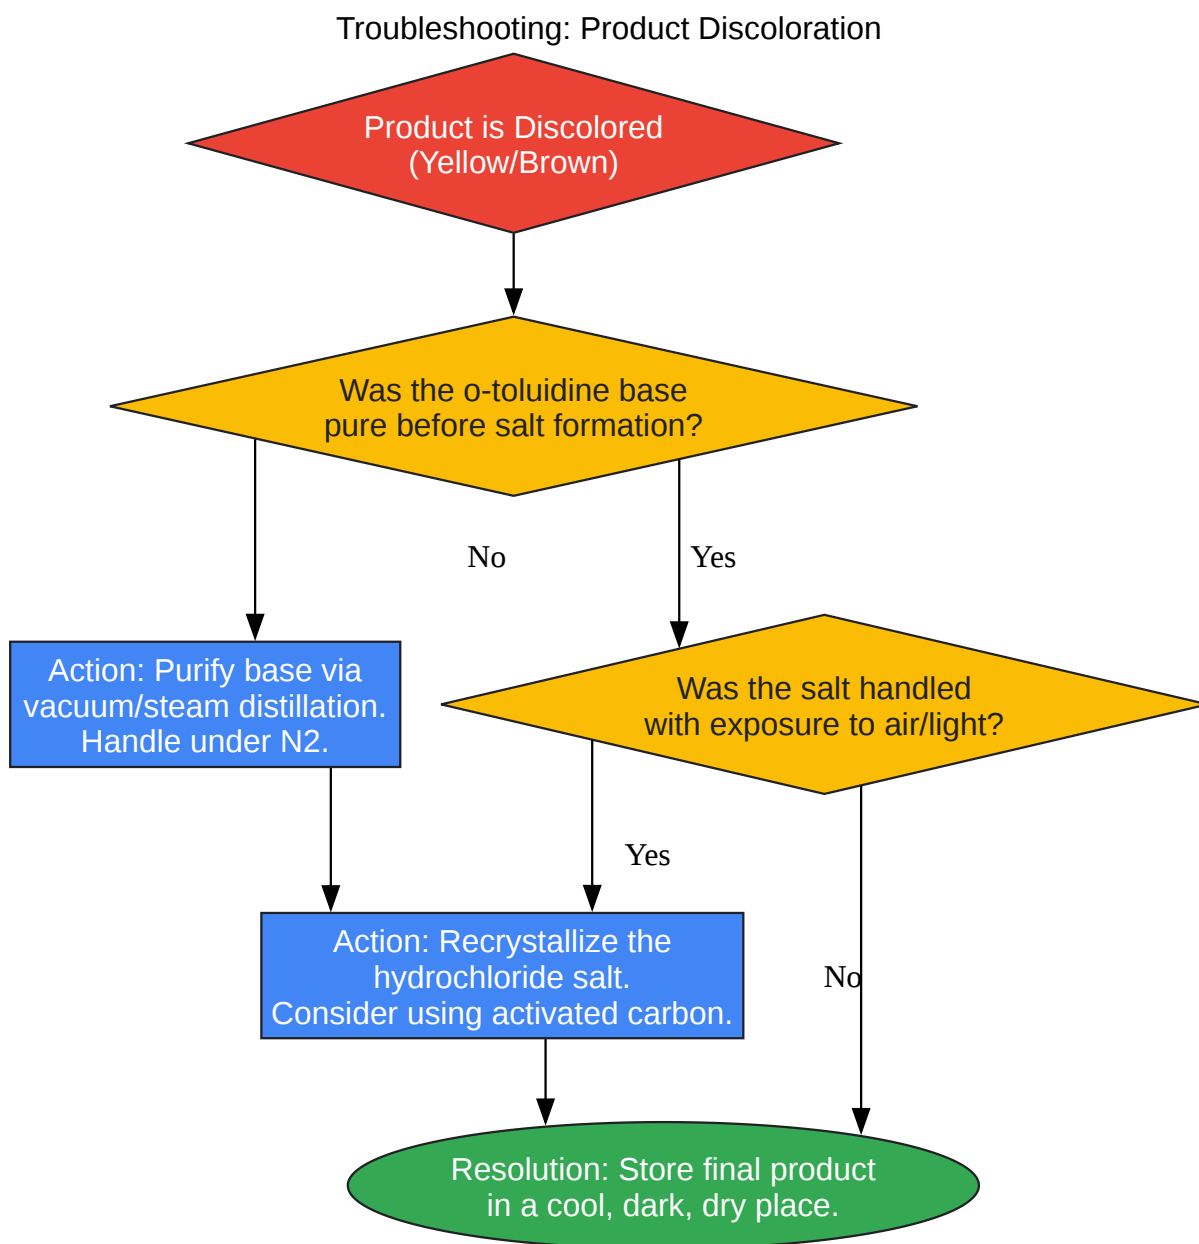 Troubleshooting: Product Discoloration
Product is Discolored
(Yellow/Brown)
Was the o-toluidine base
pure before salt formation?
No
Yes
Action: Purify base via
vacuum/steam distillation.
Handle under N2.
Was the salt handled
with exposure to air/light?
Yes
Action: Recrystallize the
hydrochloride salt.
Consider using activated carbon.
No
Resolution: Store final product
in a cool, dark, dry place.